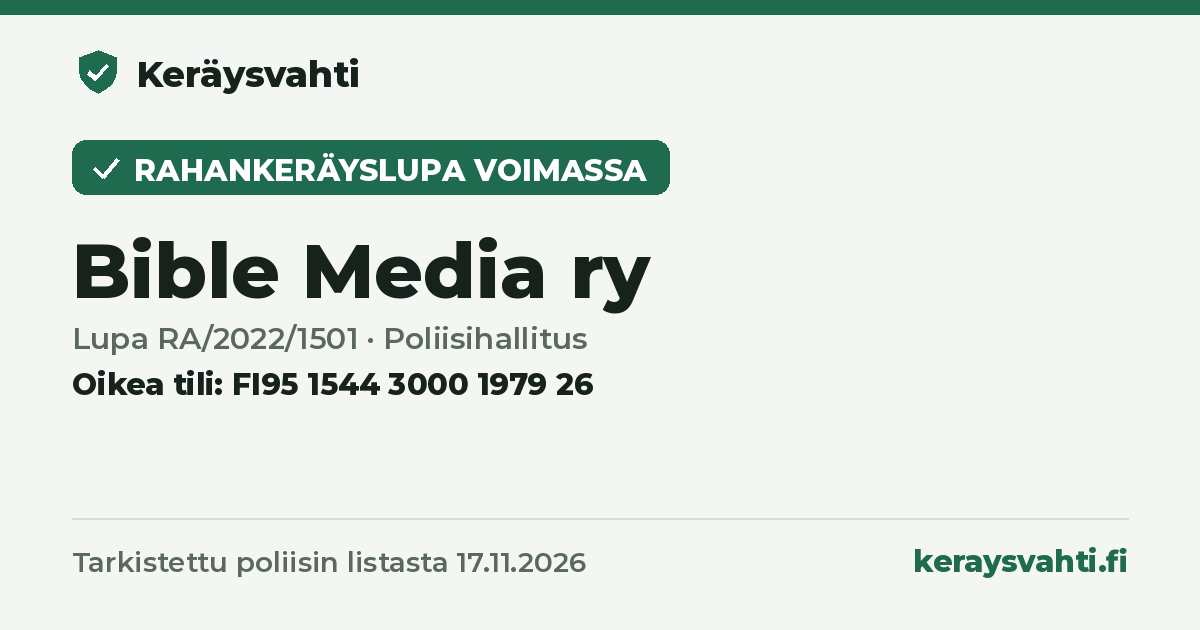 Keräysvahti
RAHANKERÄYSLUPA VOIMASSA
Bible Media ry
Lupa RA/2022/1501 · Poliisihallitus
Oikea tili: FI95 1544 3000 1979 26
Tarkistettu poliisin listasta 17.11.2026
keraysvahti.fi